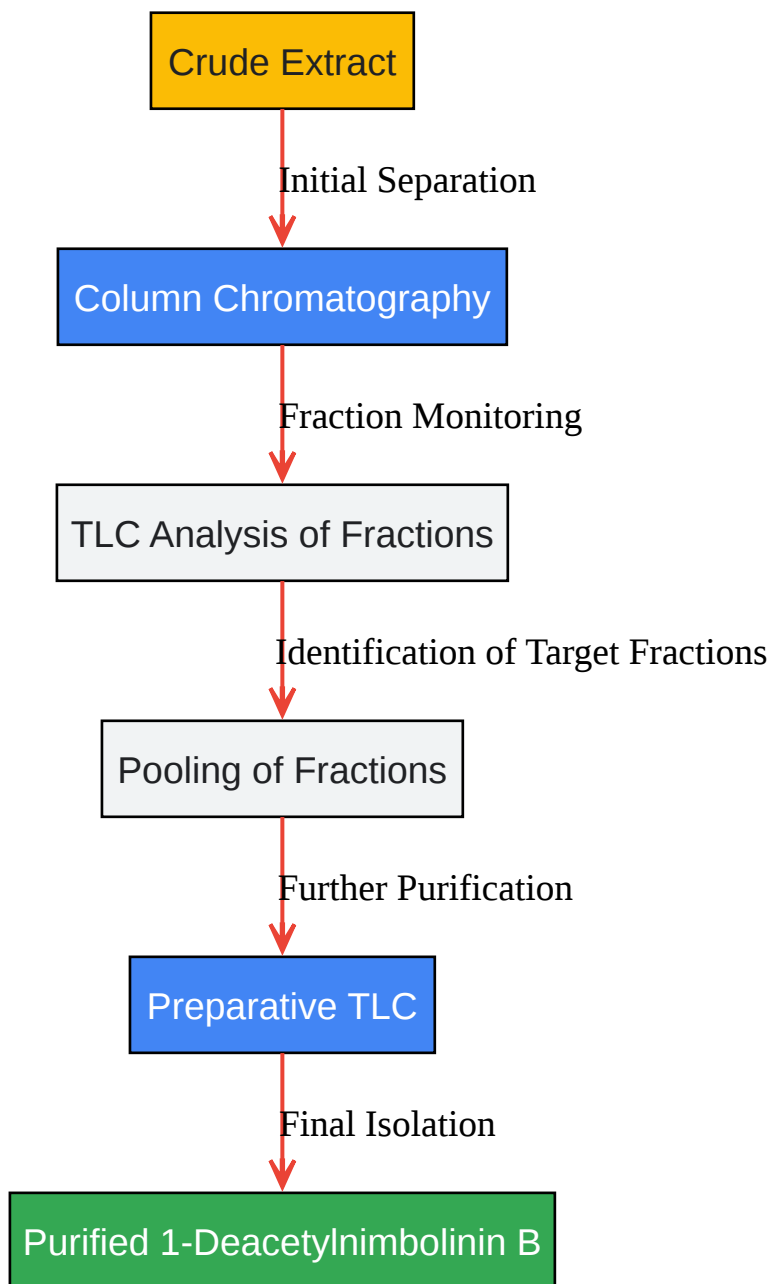 Crude Extract
Initial Separation
Column Chromatography
Fraction Monitoring
TLC Analysis of Fractions
Identification of Target Fractions
Pooling of Fractions
Further Purification
Preparative TLC
Final Isolation
Purified 1-Deacetylnimbolinin B